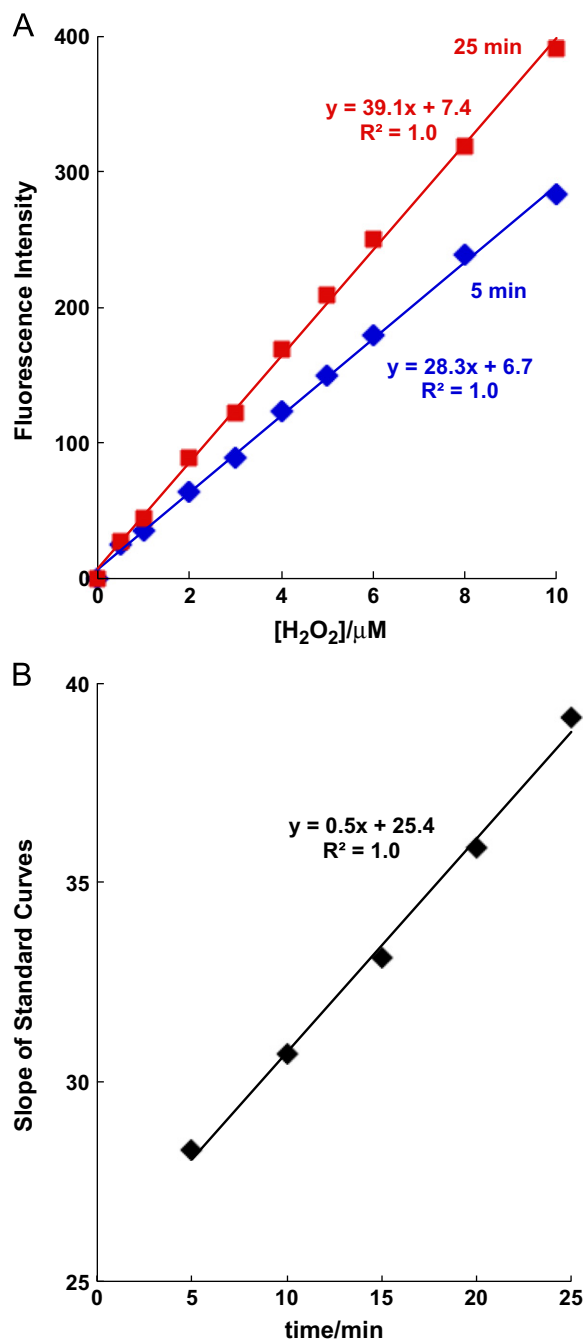 A
400
25 min
y = 39.1x + 7.4
R² = 1.0
300
Fluorescence Intensity
200
5 min
y = 28.3x + 6.7
R² = 1.0
100
0
0 2 4 6 8 10
[H₂O₂]/μM
B
40
y = 0.5x + 25.4
R² = 1.0
35
Slope of Standard Curves
30
25
0 5 10 15 20 25
time/min